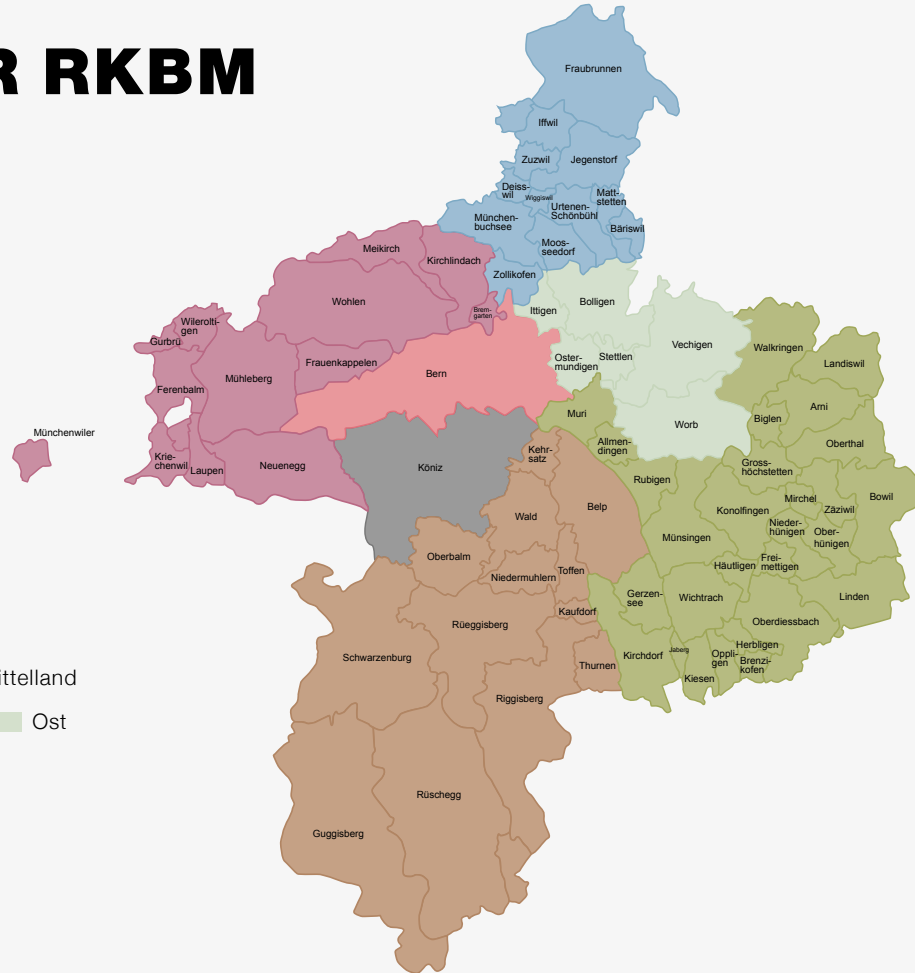 R RKBM
Fraubrunnen
Iffwil
Zuzwil
Jegenstorf
Deiss-
wil
Wiggiswil
Matt-
stetten
Urtenen-
Schönbühl
München-
buchsee
Bäriswil
Moos-
seedorf
Meikirch
Kirchlindach
Zollikofen
Wohlen
Bolligen
Ittigen
Brem-
garten
Wilerolti-
gen
Gurbrü
Vechigen
Walkringen
Oster-
mundigen
Stettlen
Frauenkappelen
Landiswil
Bern
Mühleberg
Ferenbalm
Arni
Muri
Biglen
Worb
Münchenwiler
Allmen-
dingen
Oberthal
Kehr-
satz
Krie-
chenwil
Laupen
Neuenegg
Köniz
Gross-
höchstetten
Rubigen
Mirchel
Bowil
Belp
Wald
Konolfingen
Zäziwil
Nieder-
hünigen
Ober-
hünigen
Münsingen
Oberbalm
Frei-
mettigen
Häutligen
Toffen
Niedermuhlern
Gerzen-
see
Wichtrach
Linden
Kaufdorf
Rüeggisberg
Oberdiessbach
Herbligen
Jaberg
Schwarzenburg
Kirchdorf
Oppli-
gen
Brenzi-
kofen
Thurnen
Kiesen
ittelland
Riggisberg
Ost
Rüschegg
Guggisberg